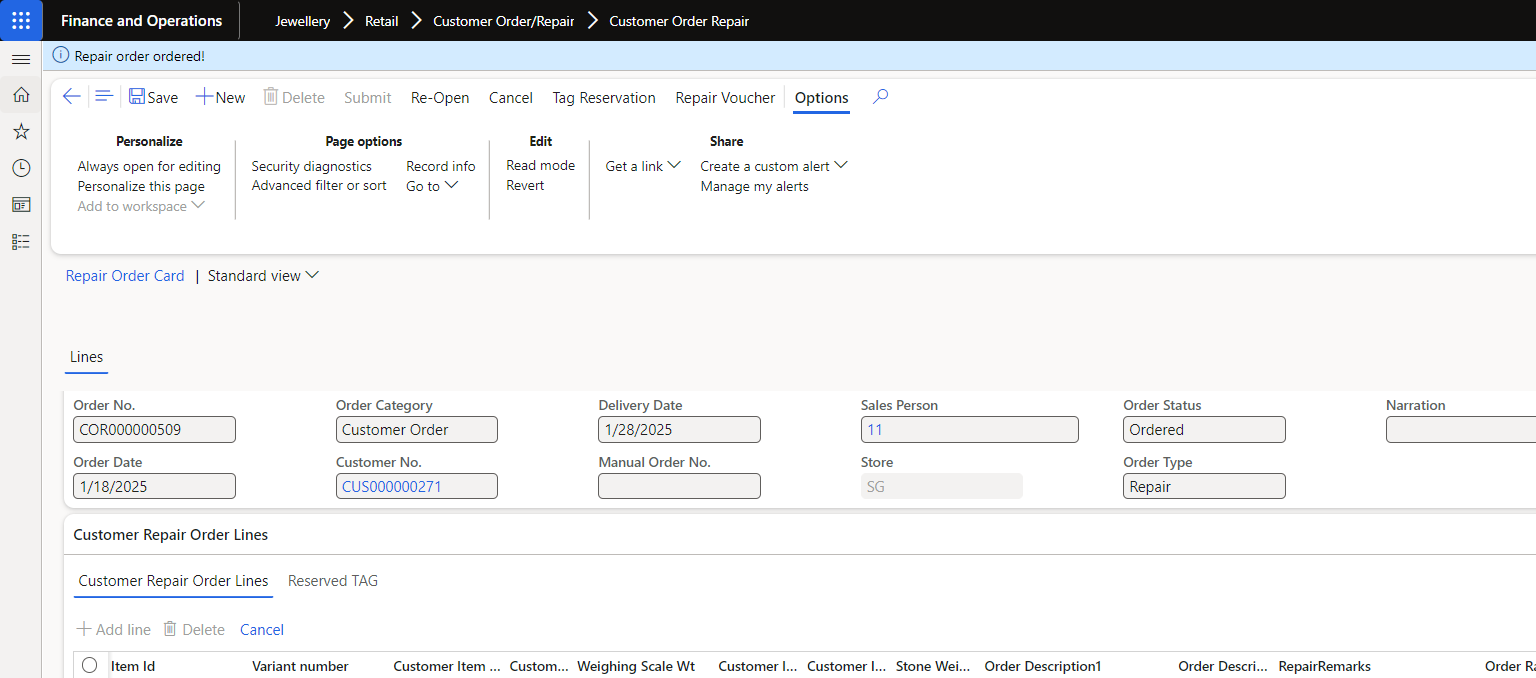 Finance and Operations Jewellery Retail Customer Order/Repair Customer Order Repair
Repair order ordered!
Save New Delete Submit Re-Open Cancel Tag Reservation Repair Voucher Options
Personalize Page options Edit Share
Always open for editing Security diagnostics Record info Read mode Get a link Create a custom alert
Personalize this page Advanced filter or sort Go to Revert Manage my alerts
Add to workspace
Repair Order Card | Standard view
Lines
Order No. Order Category Delivery Date Sales Person Order Status Narration
COR000000509 Customer Order 1/28/2025 11 Ordered
Order Date Customer No. Manual Order No. Store Order Type
1/18/2025 CUS000000271 SG Repair
Customer Repair Order Lines
Customer Repair Order Lines Reserved TAG
Add line Delete Cancel
Item Id Variant number Customer Item ... Custom... Weighing Scale Wt Customer I... Customer I... Stone Wei... Order Description1 Order Descri... RepairRemarks Order Ra